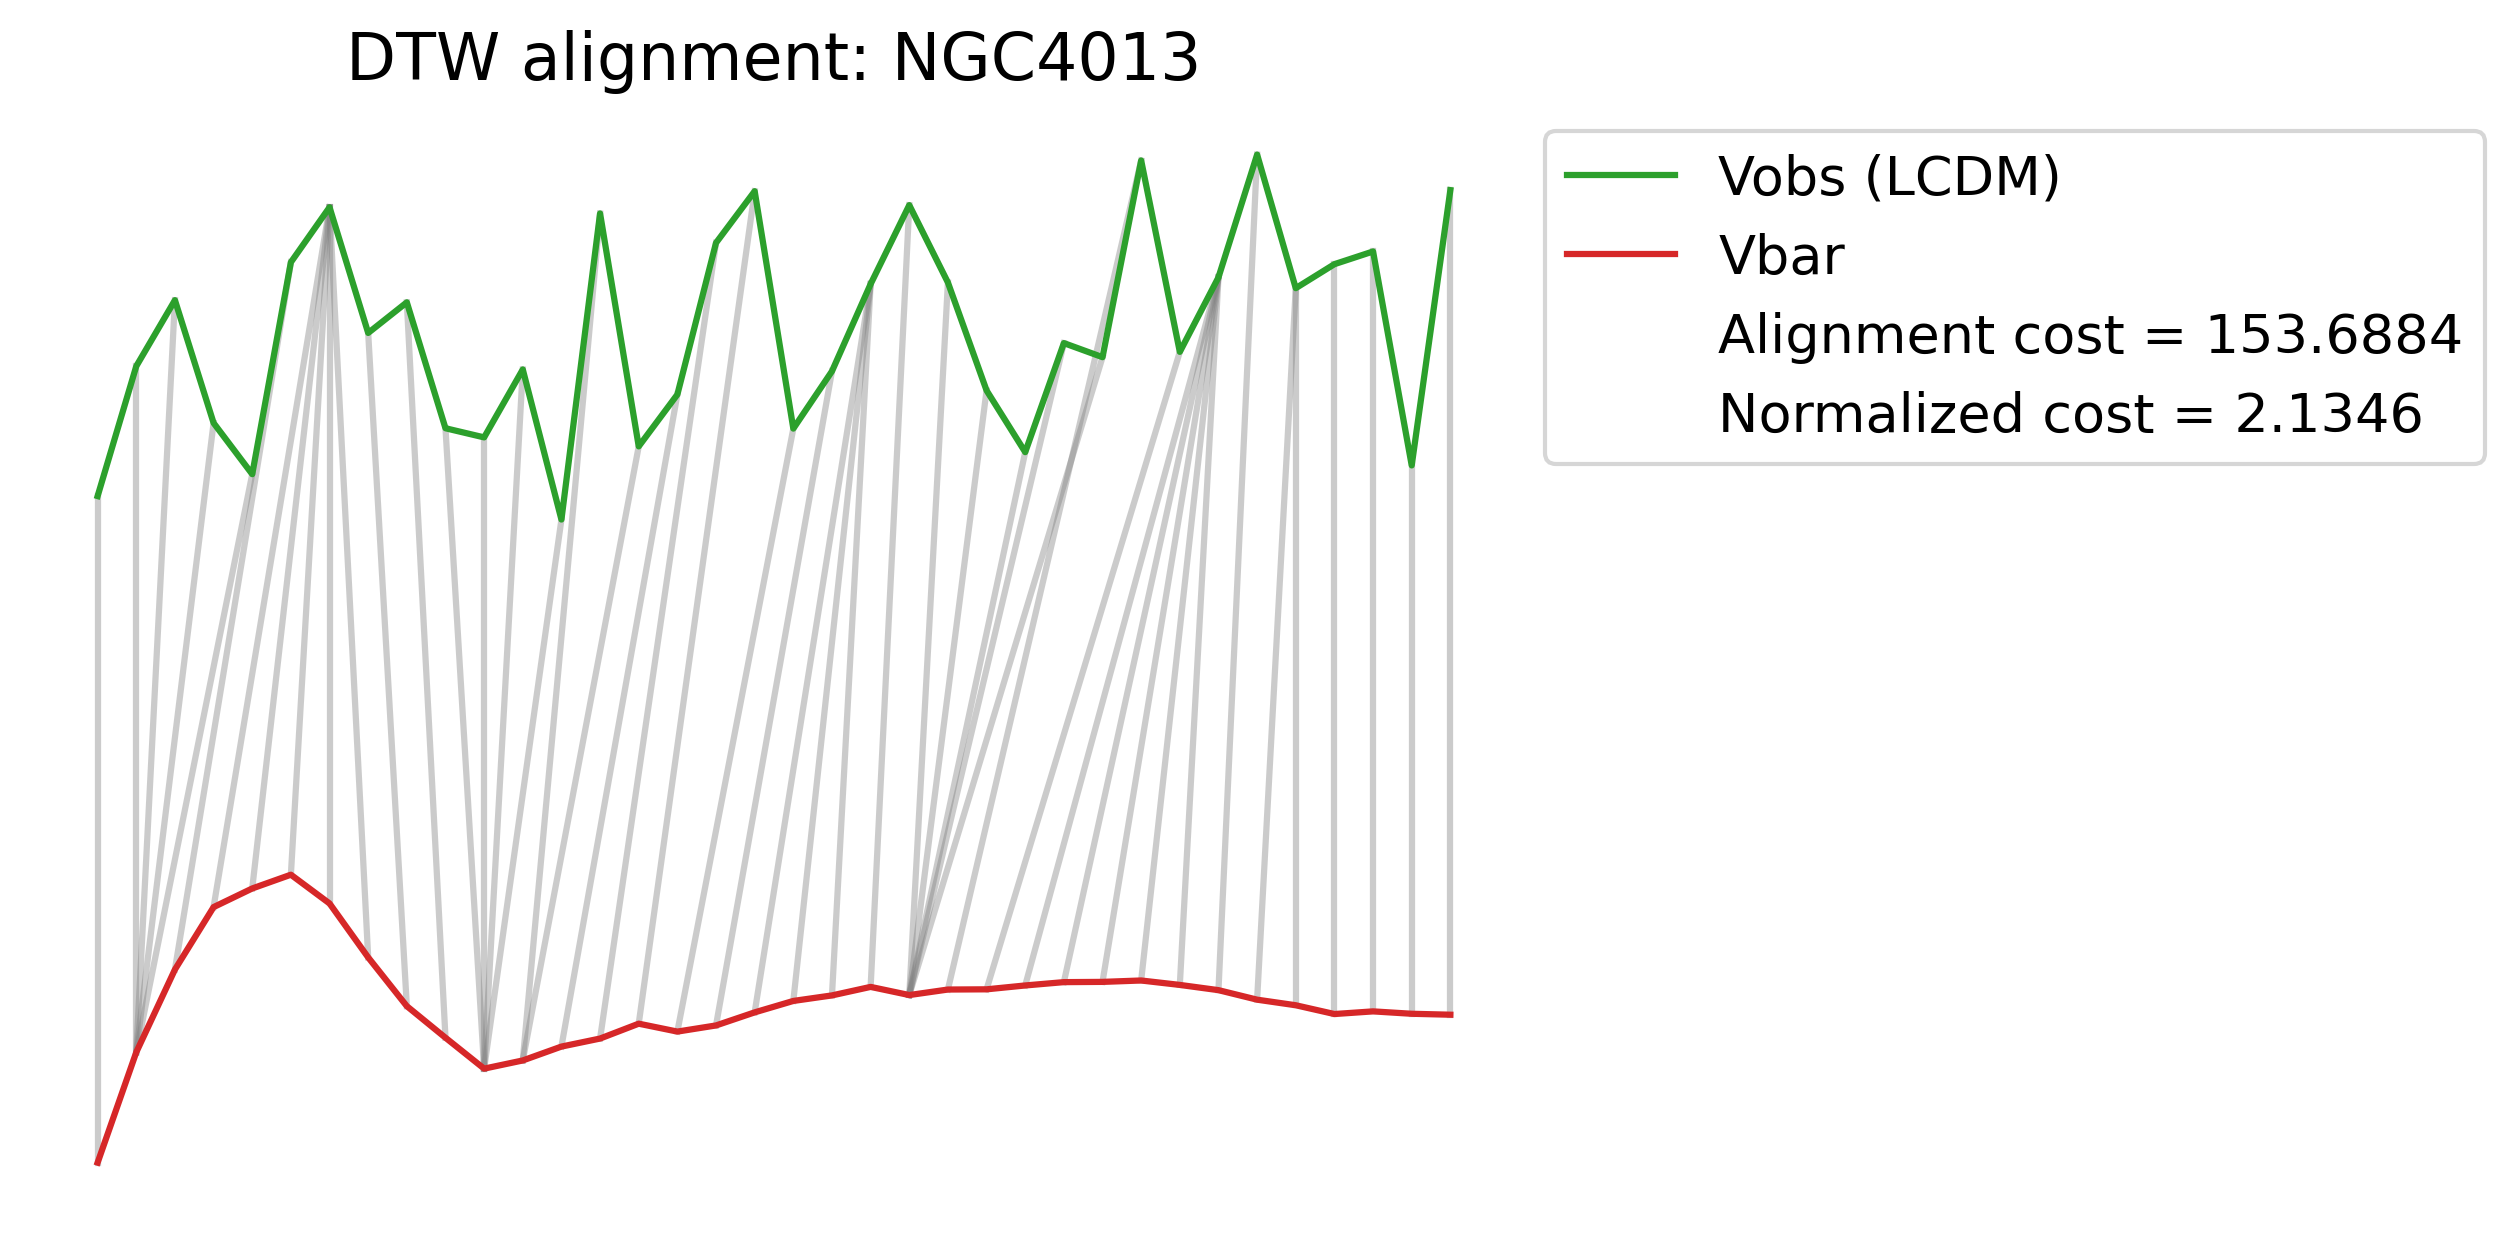 DTW alignment: NGC4013
Vobs (LCDM)
Vbar
Alignment cost = 153.6884
Normalized cost = 2.1346